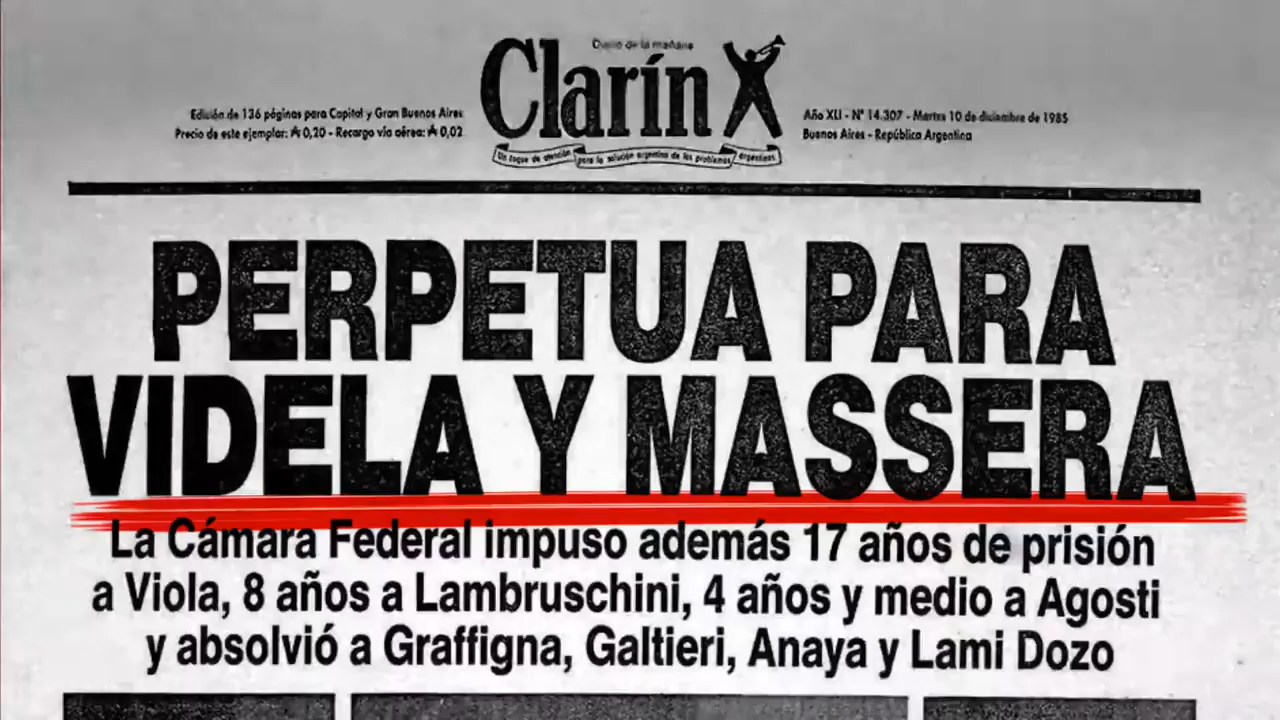 Diario de la mañana
Clarín
Edición de 136 páginas para Capital y Gran Buenos Aires
Precio de este ejemplar: ₳ 0,20 - Recargo vía aérea: ₳ 0,02
Año XLI - N° 14.307 - Martes 10 de diciembre de 1985
Buenos Aires - República Argentina
Un toque de atención para la solución argentina de los problemas argentinos
PERPETUA PARA
VIDELA Y MASSERA
La Cámara Federal impuso además 17 años de prisión
a Viola, 8 años a Lambruschini, 4 años y medio a Agosti
y absolvió a Graffigna, Galtieri, Anaya y Lami Dozo